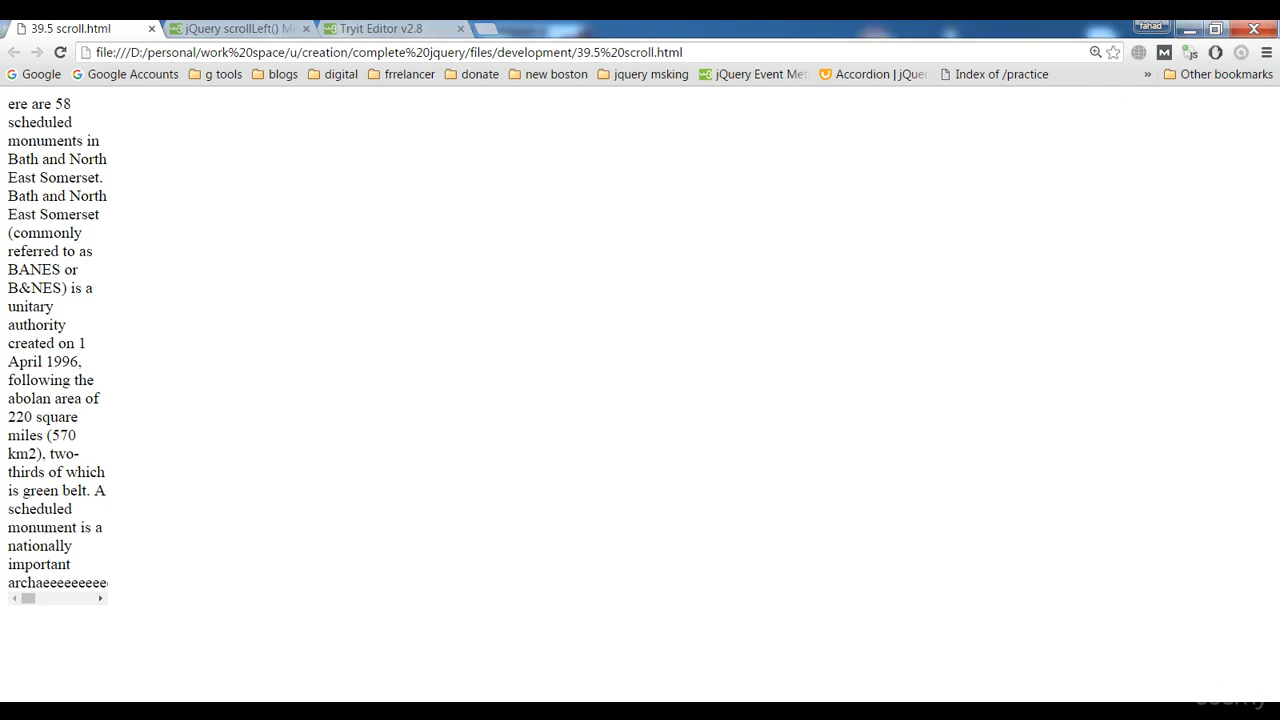 39.5 scroll.html
jQuery scrollLeft() M
Tryit Editor v2.8
fahad
file:///D:/personal/work%20space/u/creation/complete%20jquery/files/development/39.5%20scroll.html
Google
Google Accounts
g tools
blogs
digital
frrelancer
donate
new boston
jquery msking
jQuery Event Met
Accordion | jQuer
Index of /practice
»
Other bookmarks
ere are 58
scheduled
monuments in
Bath and North
East Somerset.
Bath and North
East Somerset
(commonly
referred to as
BANES or
B&NES) is a
unitary
authority
created on 1
April 1996,
following the
abolan area of
220 square
miles (570
km2), two-
thirds of which
is green belt. A
scheduled
monument is a
nationally
important
archaeeeeeeeee